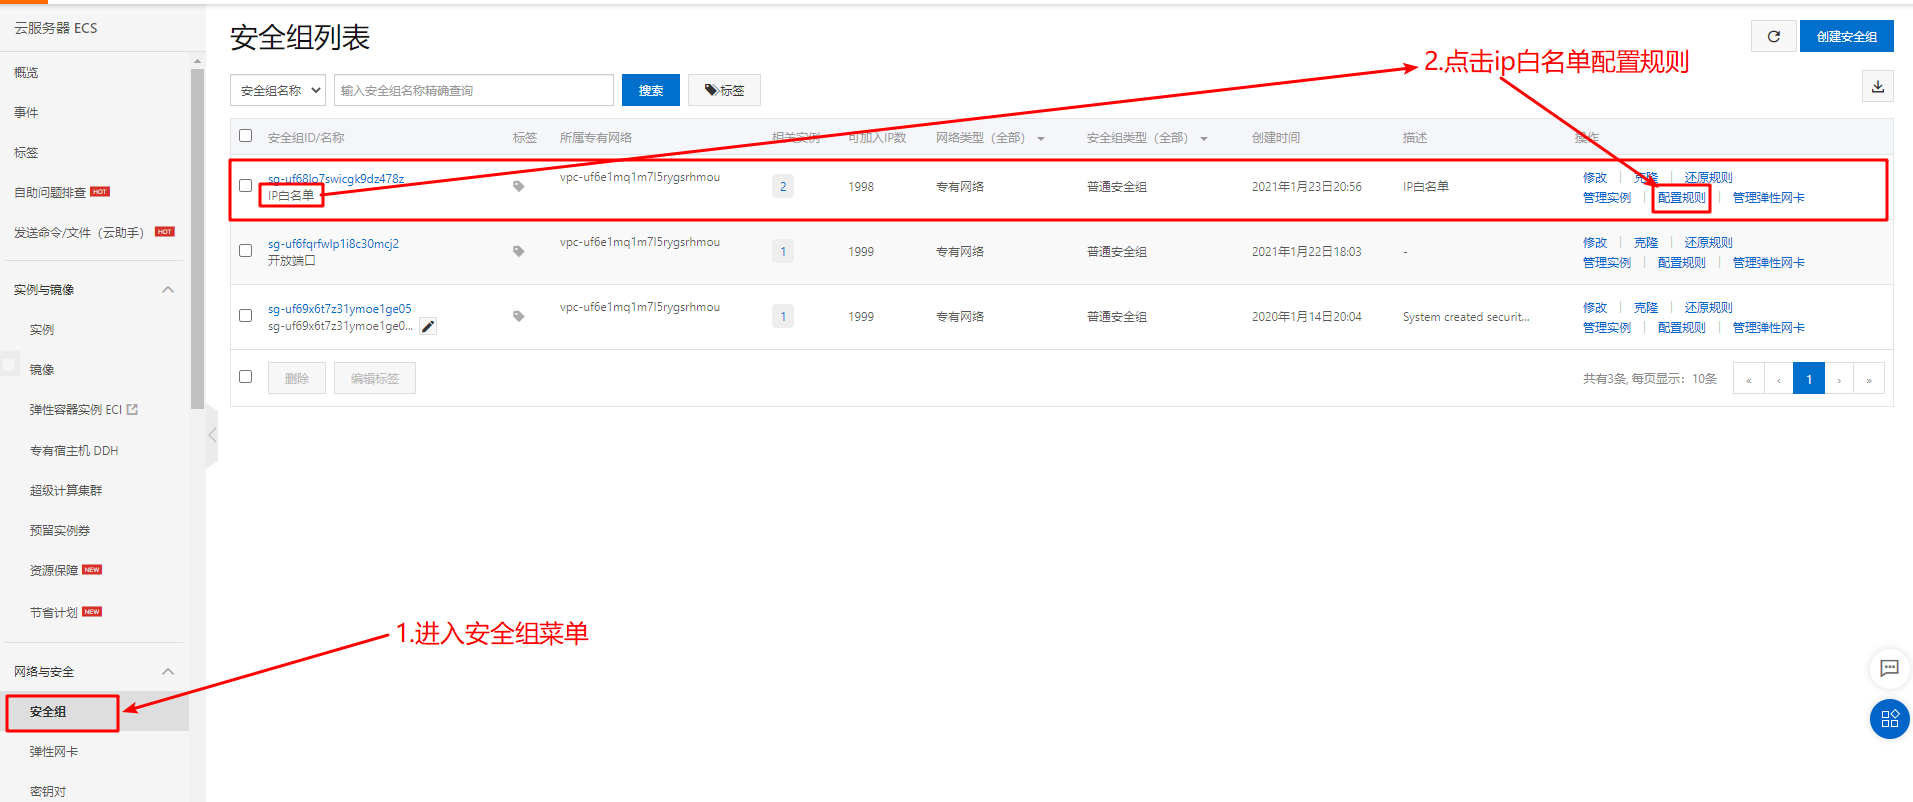 云服务器 ECS
概览
事件
标签
自助问题排查 HOT
发送命令/文件（云助手） HOT
实例与镜像
实例
镜像
弹性容器实例 ECI
专有宿主机 DDH
超级计算集群
预留实例券
资源保障 NEW
节省计划 NEW
网络与安全
安全组
弹性网卡
密钥对
安全组列表
创建安全组
2.点击ip白名单配置规则
安全组名称 输入安全组名称精确查询 搜索 标签
安全组ID/名称 标签 所属专有网络 相关实例 可加入IP数 网络类型（全部） 安全组类型（全部） 创建时间 描述 操作
sg-uf68lo7swicgk9dz478z
IP白名单
vpc-uf6e1mq1m7l5rygsrhmou 2 1998 专有网络 普通安全组 2021年1月23日20:56 IP白名单
修改 克隆 还原规则
管理实例 配置规则 管理弹性网卡
sg-uf6fqrfwlp1i8c30mcj2
开放端口
vpc-uf6e1mq1m7l5rygsrhmou 1 1999 专有网络 普通安全组 2021年1月22日18:03 -
修改 克隆 还原规则
管理实例 配置规则 管理弹性网卡
sg-uf69x6t7z31ymoe1ge05
sg-uf69x6t7z31ymoe1ge0...
vpc-uf6e1mq1m7l5rygsrhmou 1 1999 专有网络 普通安全组 2020年1月14日20:04 System created securit...
修改 克隆 还原规则
管理实例 配置规则 管理弹性网卡
删除 编辑标签
共有3条, 每页显示：10条 « ‹ 1 › »
1.进入安全组菜单